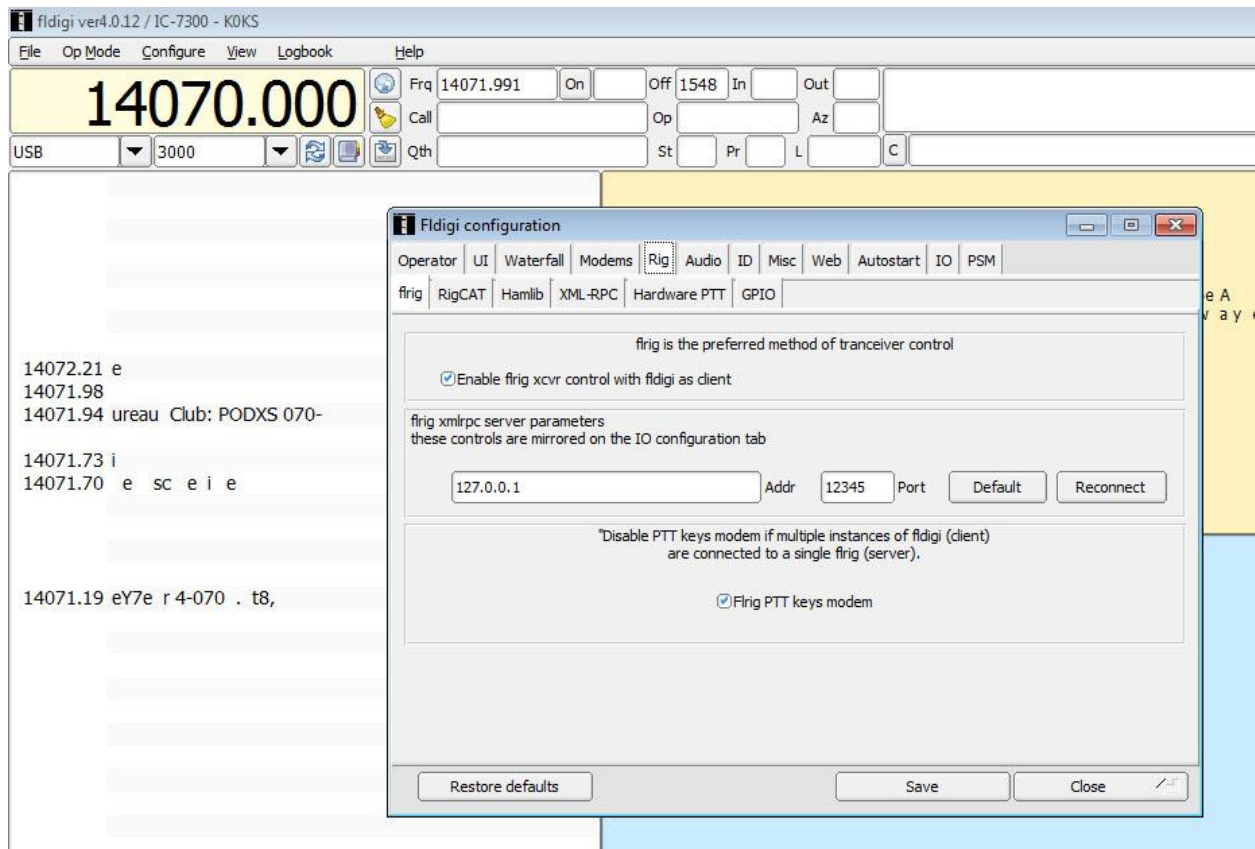 fldigi ver4.0.12 / IC-7300 - K0KS
File Op Mode Configure View Logbook Help
14070.000
Frq 14071.991 On Off 1548 In Out
Call Op Az
USB 3000 Qth St Pr L C
Fldigi configuration
Operator UI Waterfall Modems Rig Audio ID Misc Web Autostart IO PSM
flrig RigCAT Hamlib XML-RPC Hardware PTT GPIO
flrig is the preferred method of tranceiver control
Enable flrig xcvr control with fldigi as client
flrig xmlrpc server parameters
these controls are mirrored on the IO configuration tab
127.0.0.1 Addr 12345 Port Default Reconnect
"Disable PTT keys modem if multiple instances of fldigi (client)
are connected to a single flrig (server).
Flrig PTT keys modem
Restore defaults Save Close
14072.21 e
14071.98
14071.94 ureau Club: PODXS 070-
14071.73 i
14071.70 e sc e i e
14071.19 eY7e r 4-070 . t8,
e A
a y